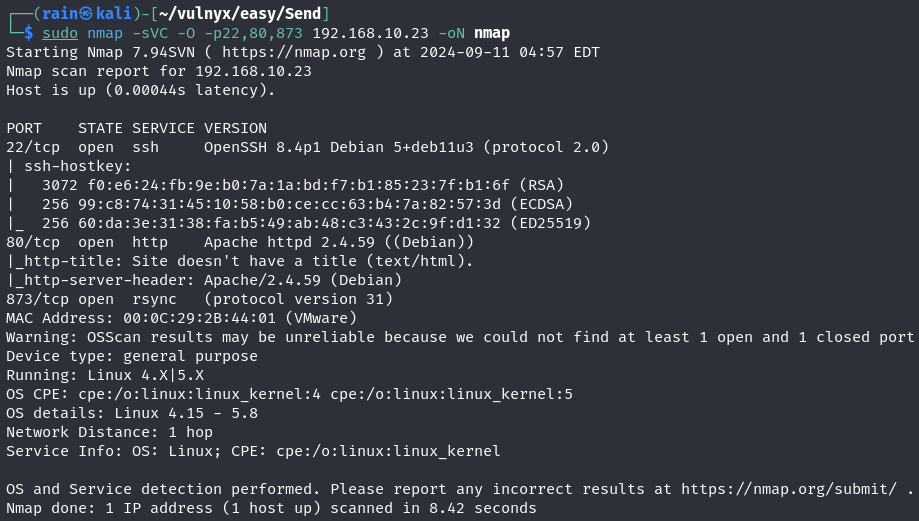 ┌──(rain㉿kali)-[~/vulnyx/easy/Send]
└─$ sudo nmap -sVC -O -p22,80,873 192.168.10.23 -oN nmap
Starting Nmap 7.94SVN ( https://nmap.org ) at 2024-09-11 04:57 EDT
Nmap scan report for 192.168.10.23
Host is up (0.00044s latency).

PORT    STATE SERVICE VERSION
22/tcp  open  ssh     OpenSSH 8.4p1 Debian 5+deb11u3 (protocol 2.0)
| ssh-hostkey:
|   3072 f0:e6:24:fb:9e:b0:7a:1a:bd:f7:b1:85:23:7f:b1:6f (RSA)
|   256 99:c8:74:31:45:10:58:b0:ce:cc:63:b4:7a:82:57:3d (ECDSA)
|_  256 60:da:3e:31:38:fa:b5:49:ab:48:c3:43:2c:9f:d1:32 (ED25519)
80/tcp  open  http    Apache httpd 2.4.59 ((Debian))
|_http-title: Site doesn't have a title (text/html).
|_http-server-header: Apache/2.4.59 (Debian)
873/tcp open  rsync   (protocol version 31)
MAC Address: 00:0C:29:2B:44:01 (VMware)
Warning: OSScan results may be unreliable because we could not find at least 1 open and 1 closed port
Device type: general purpose
Running: Linux 4.X|5.X
OS CPE: cpe:/o:linux:linux_kernel:4 cpe:/o:linux:linux_kernel:5
OS details: Linux 4.15 - 5.8
Network Distance: 1 hop
Service Info: OS: Linux; CPE: cpe:/o:linux:linux_kernel

OS and Service detection performed. Please report any incorrect results at https://nmap.org/submit/ .
Nmap done: 1 IP address (1 host up) scanned in 8.42 seconds